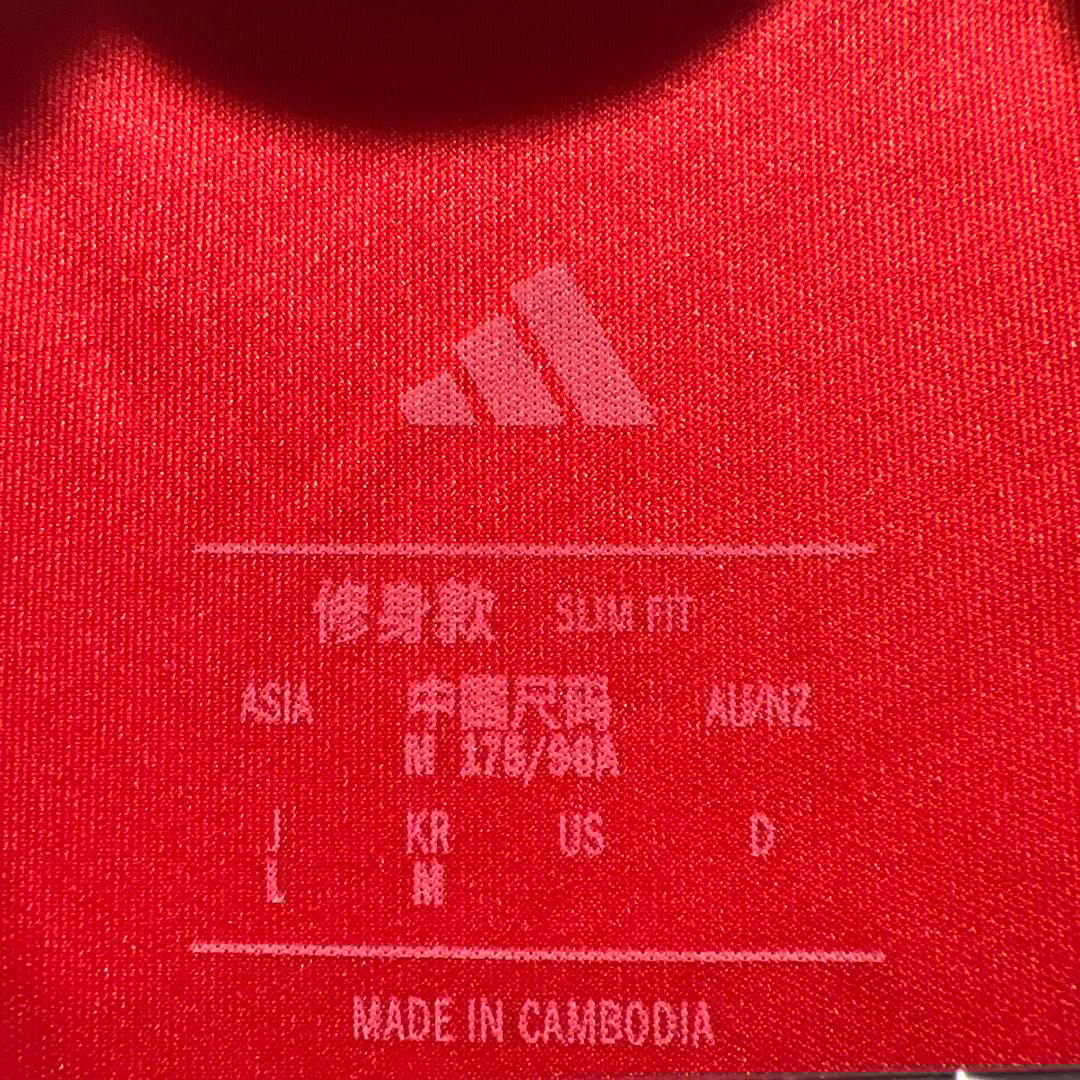 修身款 SLIM FIT
ASIA 中國尺碼 AU/NZ
M 175/96A
J KR US D
L M
MADE IN CAMBODIA